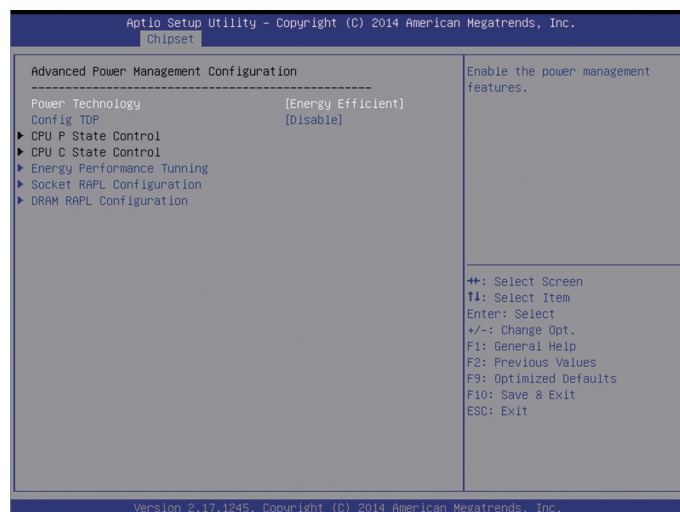 Aptio Setup Utility – Copyright (C) 2014 American Megatrends, Inc.
Chipset
Advanced Power Management Configuration
--------------------------------------------------
Power Technology [Energy Efficient]
Config TDP [Disable]
CPU P State Control
CPU C State Control
Energy Performance Tunning
Socket RAPL Configuration
DRAM RAPL Configuration
Enable the power management
features.
→←: Select Screen
↑↓: Select Item
Enter: Select
+/-: Change Opt.
F1: General Help
F2: Previous Values
F9: Optimized Defaults
F10: Save & Exit
ESC: Exit
Version 2.17.1245. Copyright (C) 2014 American Megatrends, Inc.